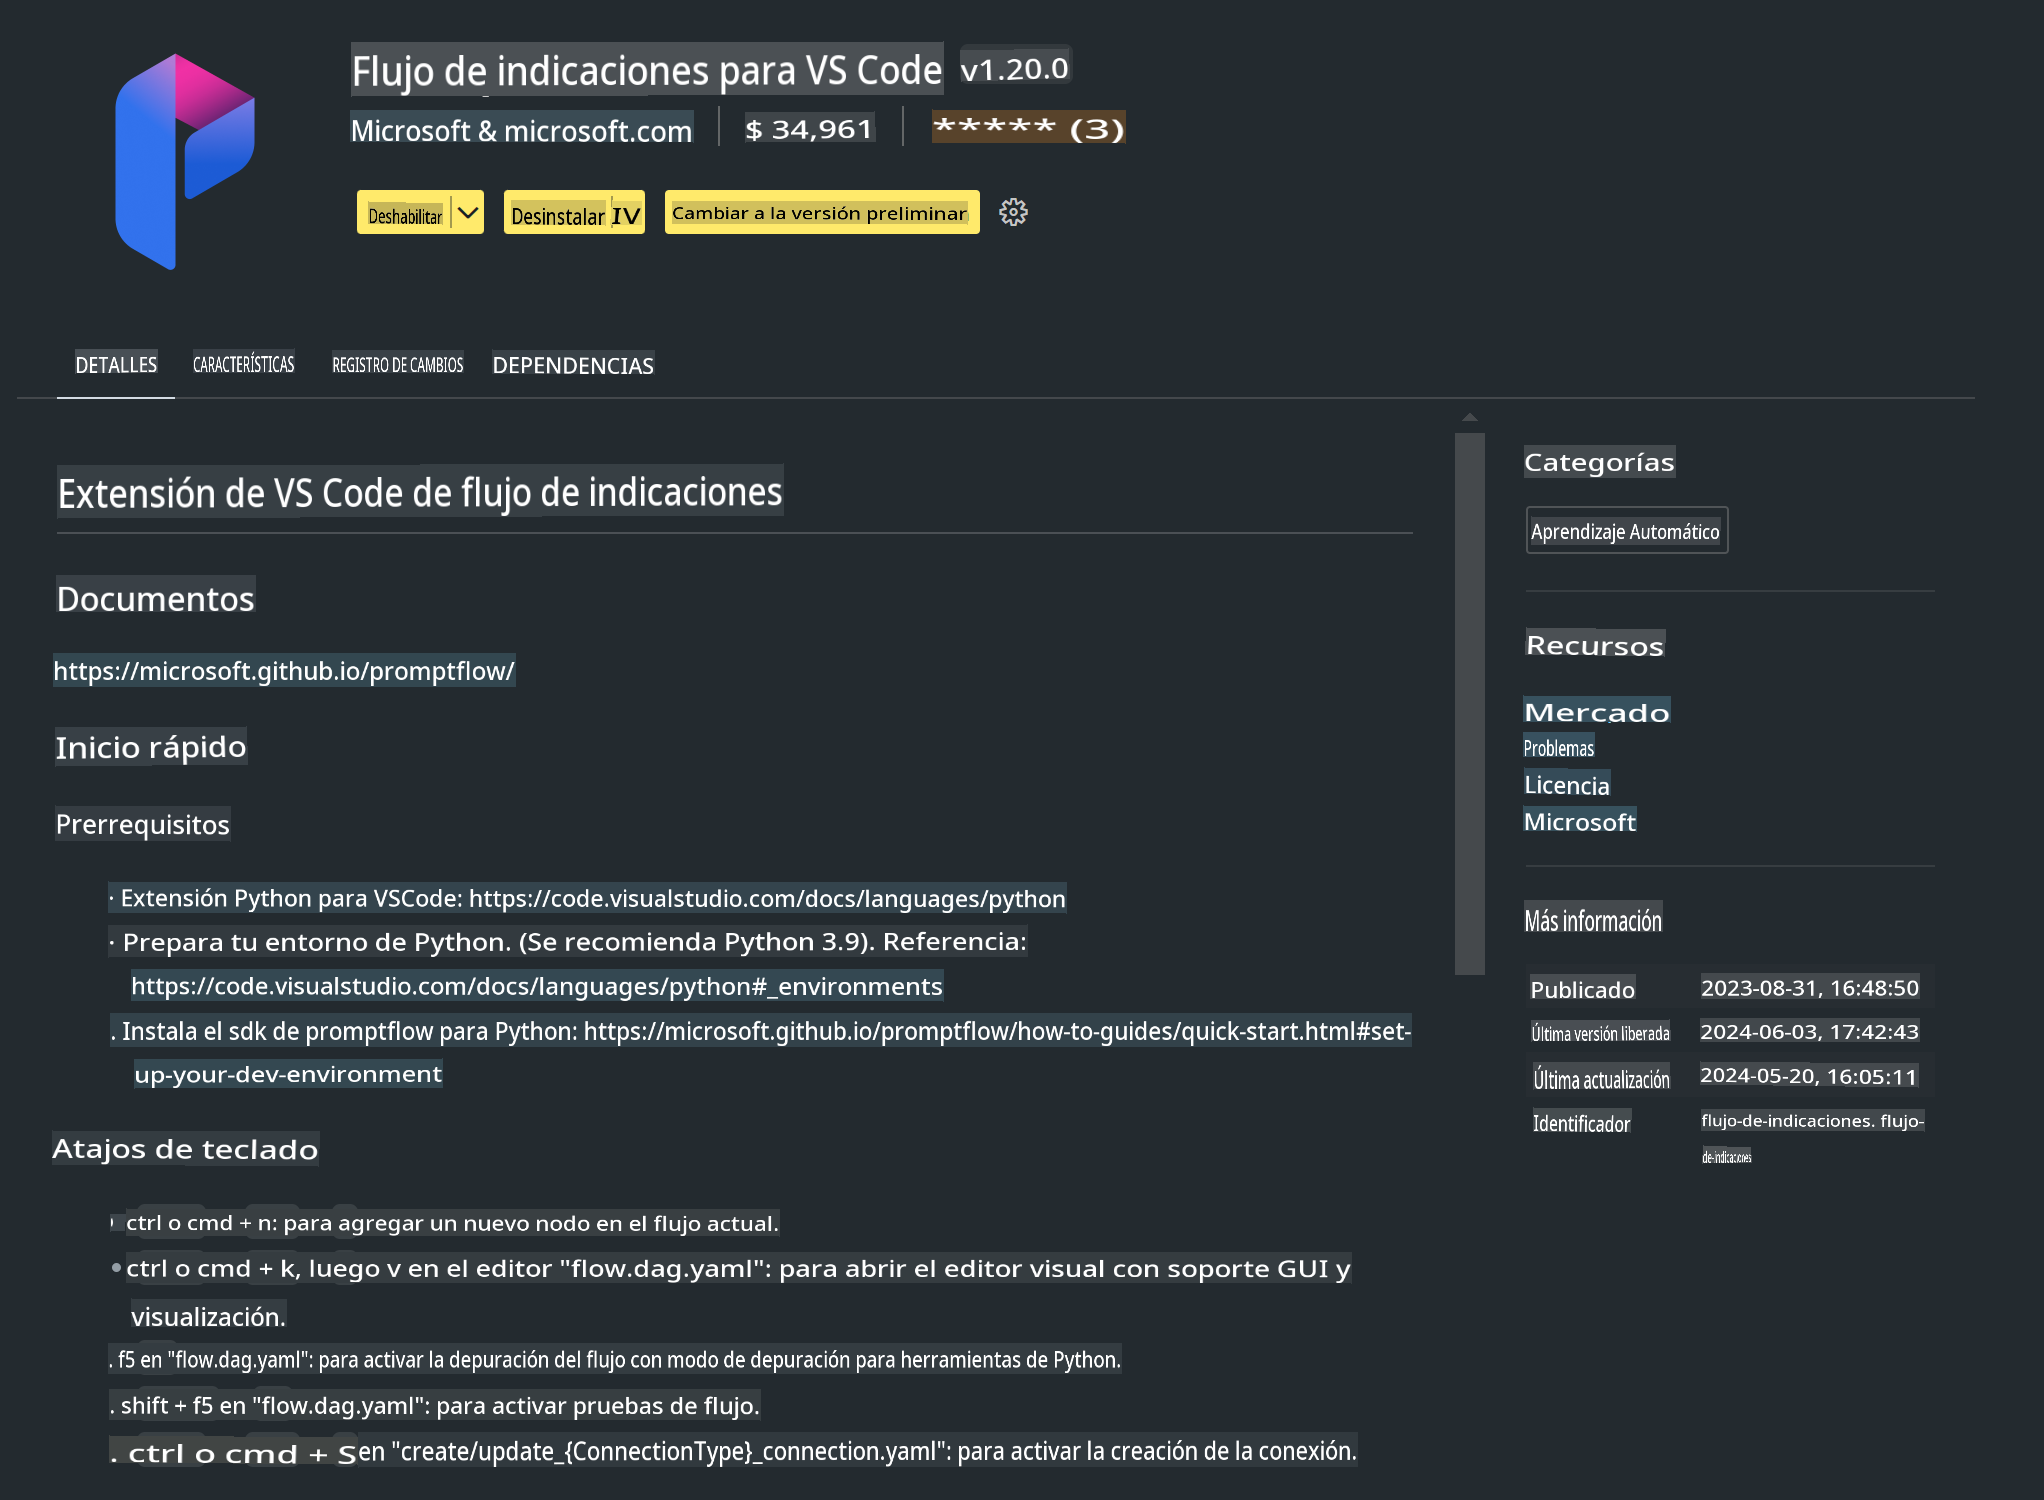 Flujo de indicaciones para VS Code v1.20.0
Microsoft & microsoft.com $ 34,961 ***** (3)
Deshabilitar Desinstalar IV Cambiar a la versión preliminar
DETALLES CARACTERÍSTICAS REGISTRO DE CAMBIOS DEPENDENCIAS
Extensión de VS Code de flujo de indicaciones
Documentos
https://microsoft.github.io/promptflow/
Inicio rápido
Prerrequisitos
· Extensión Python para VSCode: https://code.visualstudio.com/docs/languages/python
· Prepara tu entorno de Python. (Se recomienda Python 3.9). Referencia:
https://code.visualstudio.com/docs/languages/python#_environments
. Instala el sdk de promptflow para Python: https://microsoft.github.io/promptflow/how-to-guides/quick-start.html#set-
up-your-dev-environment
Atajos de teclado
ctrl o cmd + n: para agregar un nuevo nodo en el flujo actual.
• ctrl o cmd + k, luego v en el editor "flow.dag.yaml": para abrir el editor visual con soporte GUI y
visualización.
. f5 en "flow.dag.yaml": para activar la depuración del flujo con modo de depuración para herramientas de Python.
. shift + f5 en "flow.dag.yaml": para activar pruebas de flujo.
. ctrl o cmd + S en "create/update_{ConnectionType}_connection.yaml": para activar la creación de la conexión.
Categorías
Aprendizaje Automático
Recursos
Mercado
Problemas
Licencia
Microsoft
Más información
Publicado 2023-08-31, 16:48:50
Última versión liberada 2024-06-03, 17:42:43
Última actualización 2024-05-20, 16:05:11
Identificador flujo-de-indicaciones. flujo-
de-indicaciones